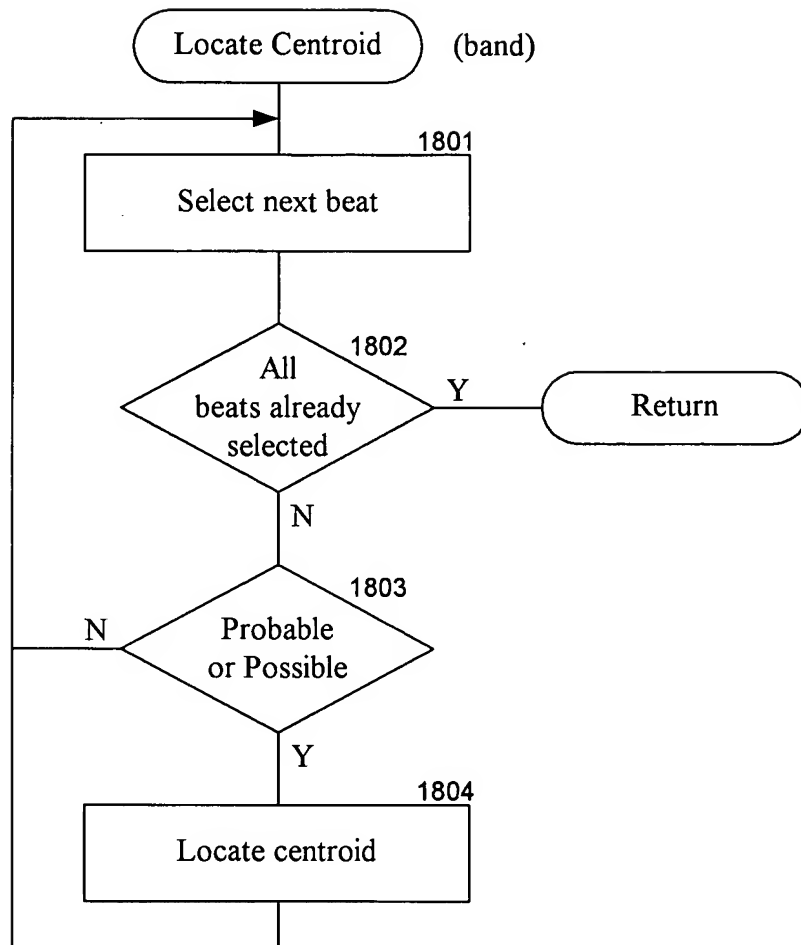 Locate Centroid (band)
1801
Select next beat
1802
All
beats already
selected
Y
Return
N
1803
N
Probable
or Possible
Y
1804
Locate centroid